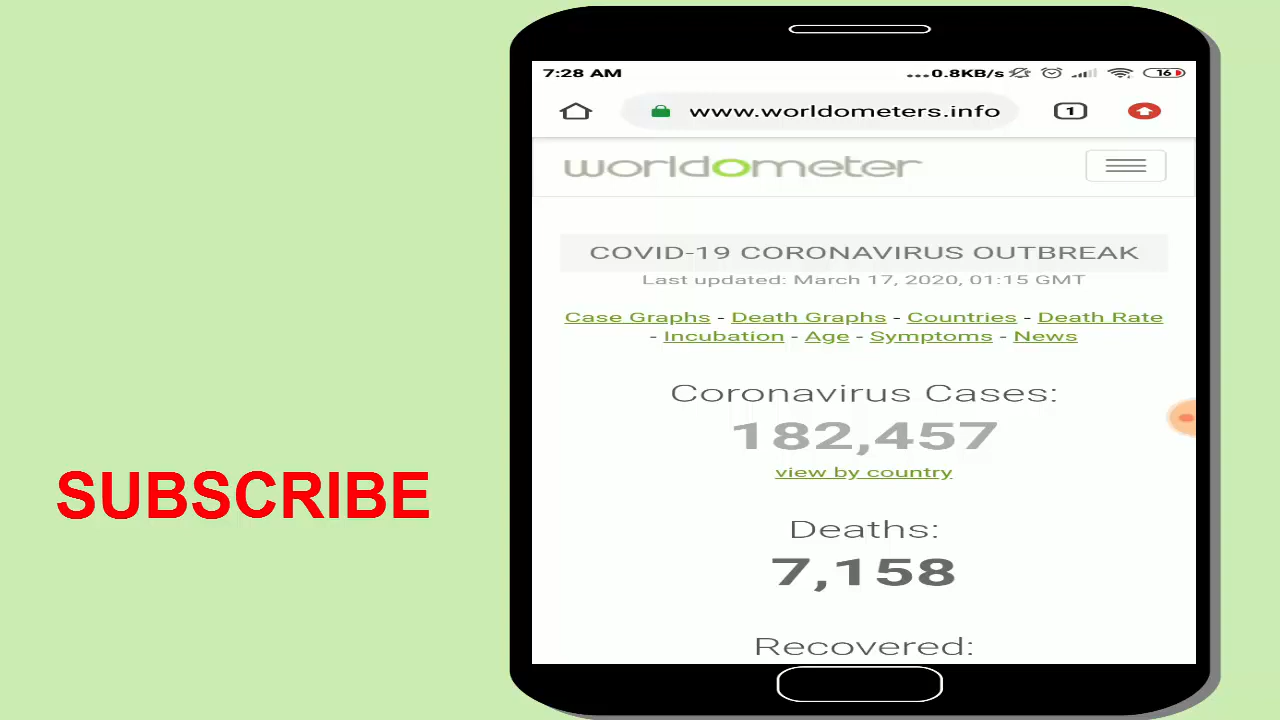 7:28 AM
...0.8KB/s
16
www.worldometers.info
1
worldometer
COVID-19 CORONAVIRUS OUTBREAK
Last updated: March 17, 2020, 01:15 GMT
Case Graphs - Death Graphs - Countries - Death Rate
- Incubation - Age - Symptoms - News
Coronavirus Cases:
182,457
view by country
SUBSCRIBE
Deaths:
7,158
Recovered: